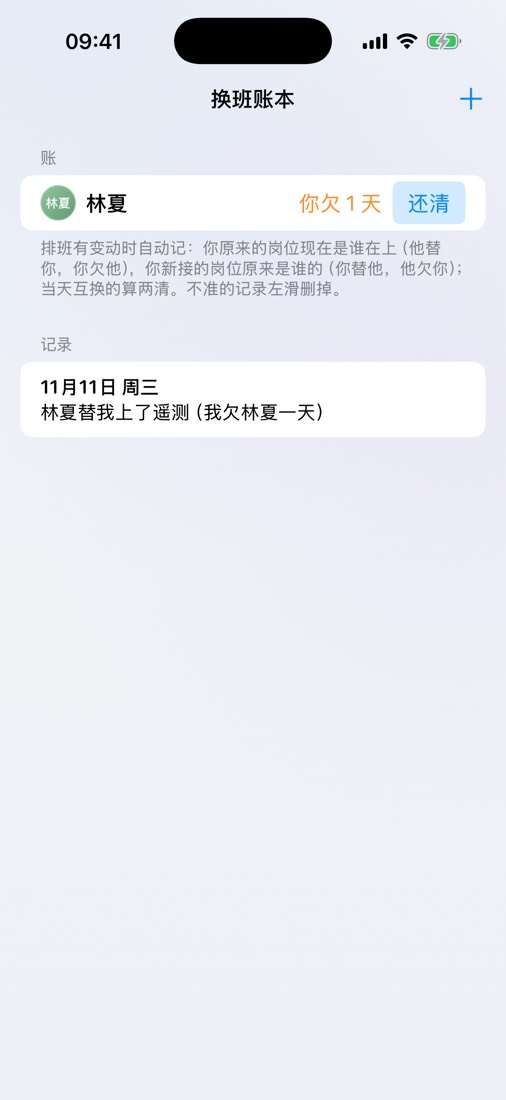 09:41
换班账本
账
林夏
林夏
你欠 1 天
还清
排班有变动时自动记：你原来的岗位现在是谁在上（他替
你，你欠他），你新接的岗位原来是谁的（你替他，他欠你）；
当天互换的算两清。不准的记录左滑删掉。
记录
11月11日 周三
林夏替我上了遥测（我欠林夏一天）